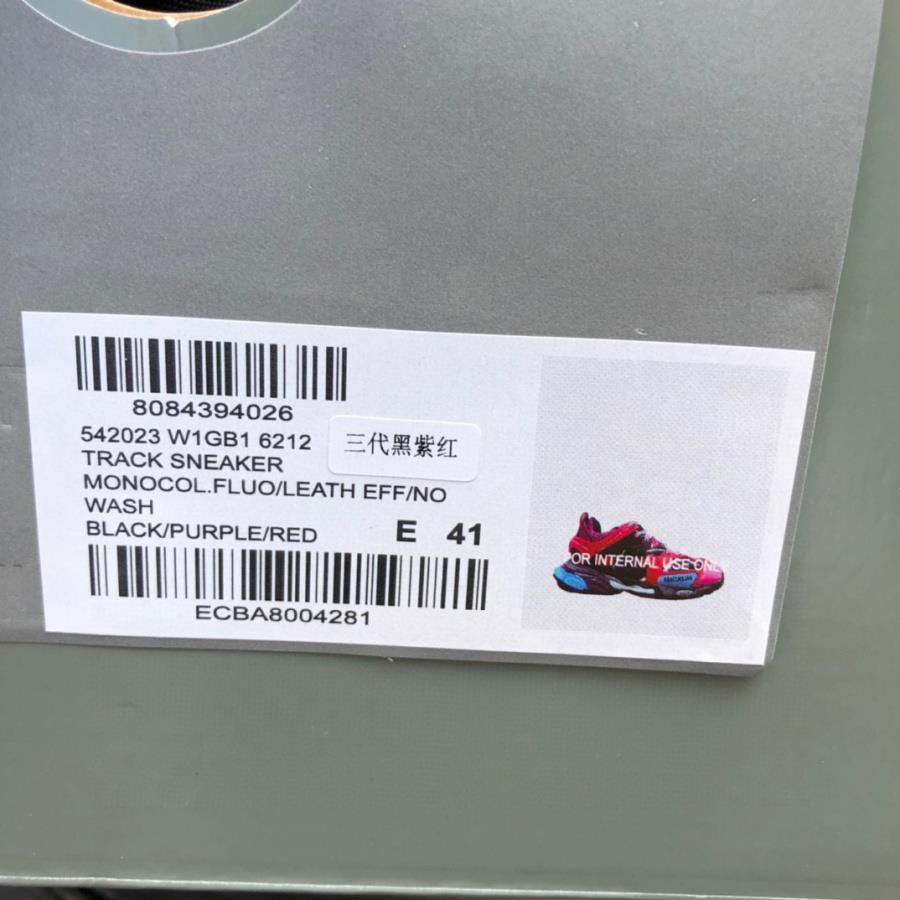 8084394026
542023 W1GB1 6212
三代黑紫红
TRACK SNEAKER
MONOCOL.FLUO/LEATH EFF/NO
WASH
BLACK/PURPLE/RED E 41
ECBA8004281
FOR INTERNAL USE ONL